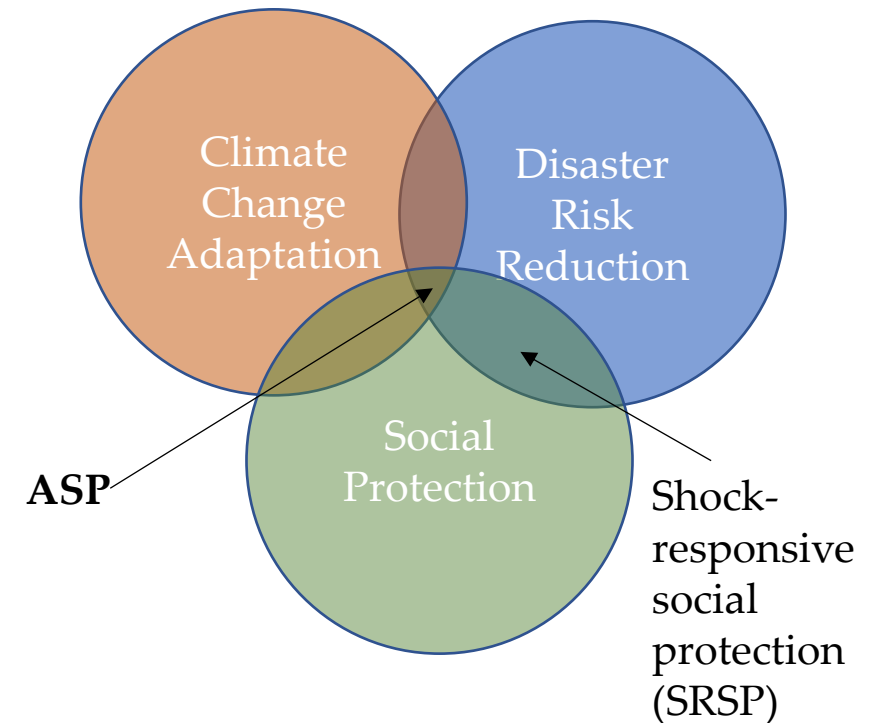 Climate
Change
Adaptation
Disaster
Risk
Reduction
Social
Protection
ASP
Shock-
responsive
social
protection
(SRSP)